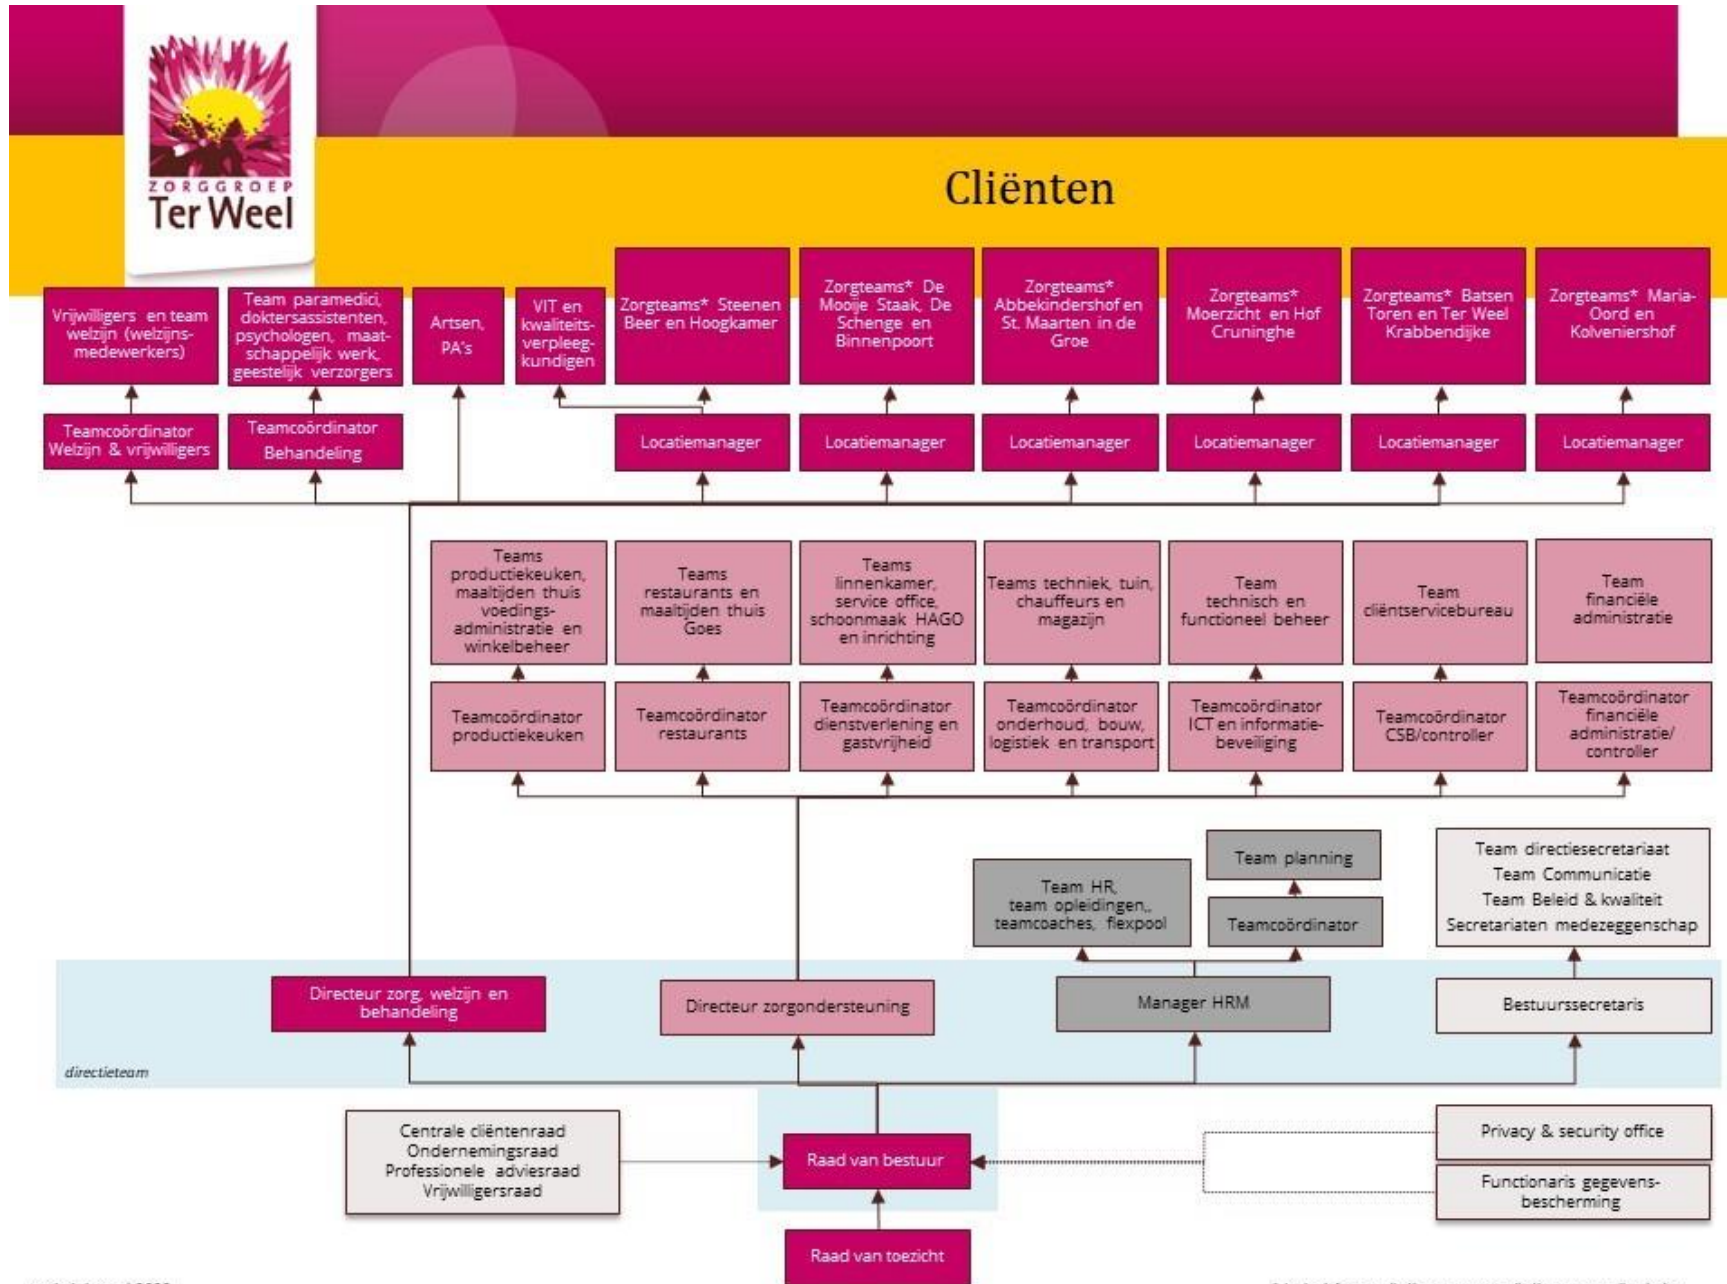 ZORGGROEP
Ter Weel
Cliënten
Vrijwilligers en team
welzijn (welzijns-
medewerkers)
Team paramedici,
doktersassistenten,
psychologen, maat-
schappelijk werk,
geestelijk verzorgers
Artsen,
PA's
VIT en
kwaliteits-
verpleeg-
kundigen
Zorgteams* Steenen
Beer en Hoogkamer
Zorgteams* De
Mooije Staak, De
Schenge en
Binnenpoort
Zorgteams*
Abbekindershof en
St. Maarten in de
Groe
Zorgteams*
Moerzicht en Hof
Cruninghe
Zorgteams* Batsen
Toren en Ter Weel
Krabbendijke
Zorgteams* Maria-
Oord en
Kolveniershof
Teamcoördinator
Welzijn & vrijwilligers
Teamcoördinator
Behandeling
Locatiemanager
Locatiemanager
Locatiemanager
Locatiemanager
Locatiemanager
Locatiemanager
Teams
productiekeuken,
maaltijden thuis
voedings-
administratie en
winkelbeheer
Teams
restaurants en
maaltijden thuis
Goes
Teams
linnenkamer,
service office,
schoonmaak HAGO
en inrichting
Teams techniek, tuin,
chauffeurs en
magazijn
Team
technisch en
functioneel beheer
Team
cliëntservicebureau
Team
financiële
administratie
Teamcoördinator
productiekeuken
Teamcoördinator
restaurants
Teamcoördinator
dienstverlening en
gastvrijheid
Teamcoördinator
onderhoud, bouw,
logistiek en transport
Teamcoördinator
ICT en informatie-
beveiliging
Teamcoördinator
CSB/controller
Teamcoördinator
financiële
administratie/
controller
Team HR,
team opleidingen,,
teamcoaches, flexpool
Team planning
Teamcoördinator
Team directiesecretariaat
Team Communicatie
Team Beleid & kwaliteit
Secretariaten medezeggenschap
Directeur zorg, welzijn en
behandeling
Directeur zorgondersteuning
Manager HRM
Bestuurssecretaris
directieteam
Centrale cliëntenraad
Ondernemingsraad
Professionele adviesraad
Vrijwilligersraad
Raad van bestuur
Privacy & security office
Functionaris gegevens-
bescherming
Raad van toezicht